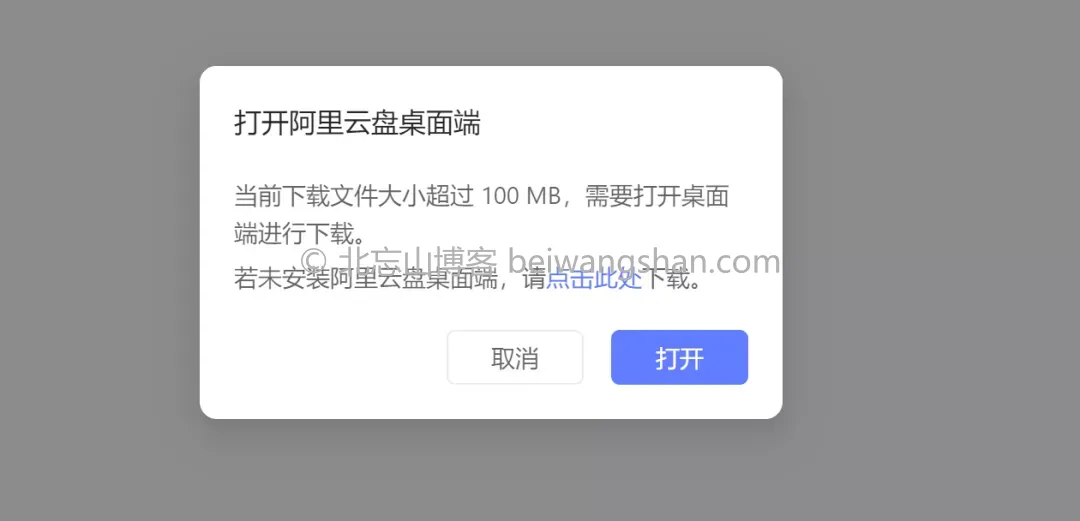 打开阿里云盘桌面端
当前下载文件大小超过 100 MB，需要打开桌面
端进行下载。
© 北忘山博客 beiwangshan.com
若未安装阿里云盘桌面端，请点击此处下载。
取消
打开